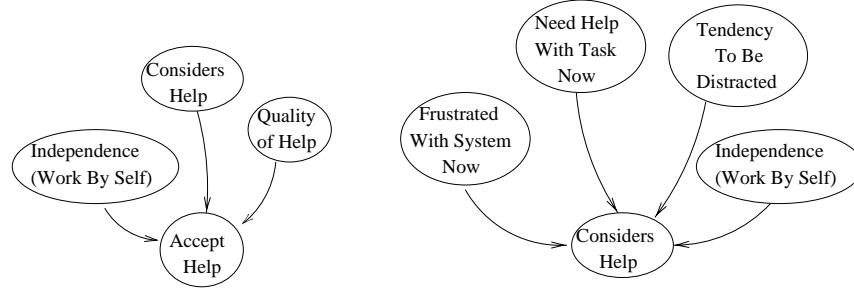 Considers
Help
Quality
of Help
Independence
(Work By Self)
Accept
Help
Need Help
With Task
Now
Tendency
To Be
Distracted
Frustrated
With System
Now
Independence
(Work By Self)
Considers
Help